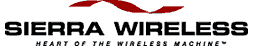 SIERRA WIRELESS
HEART OF THE WIRELESS MACHINE™